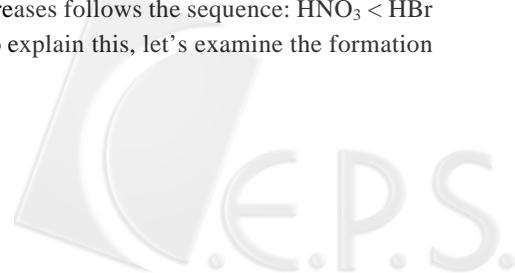 reases follows the sequence: HNO₃ < HBr
explain this, let's examine the formation
C.E.P.S.